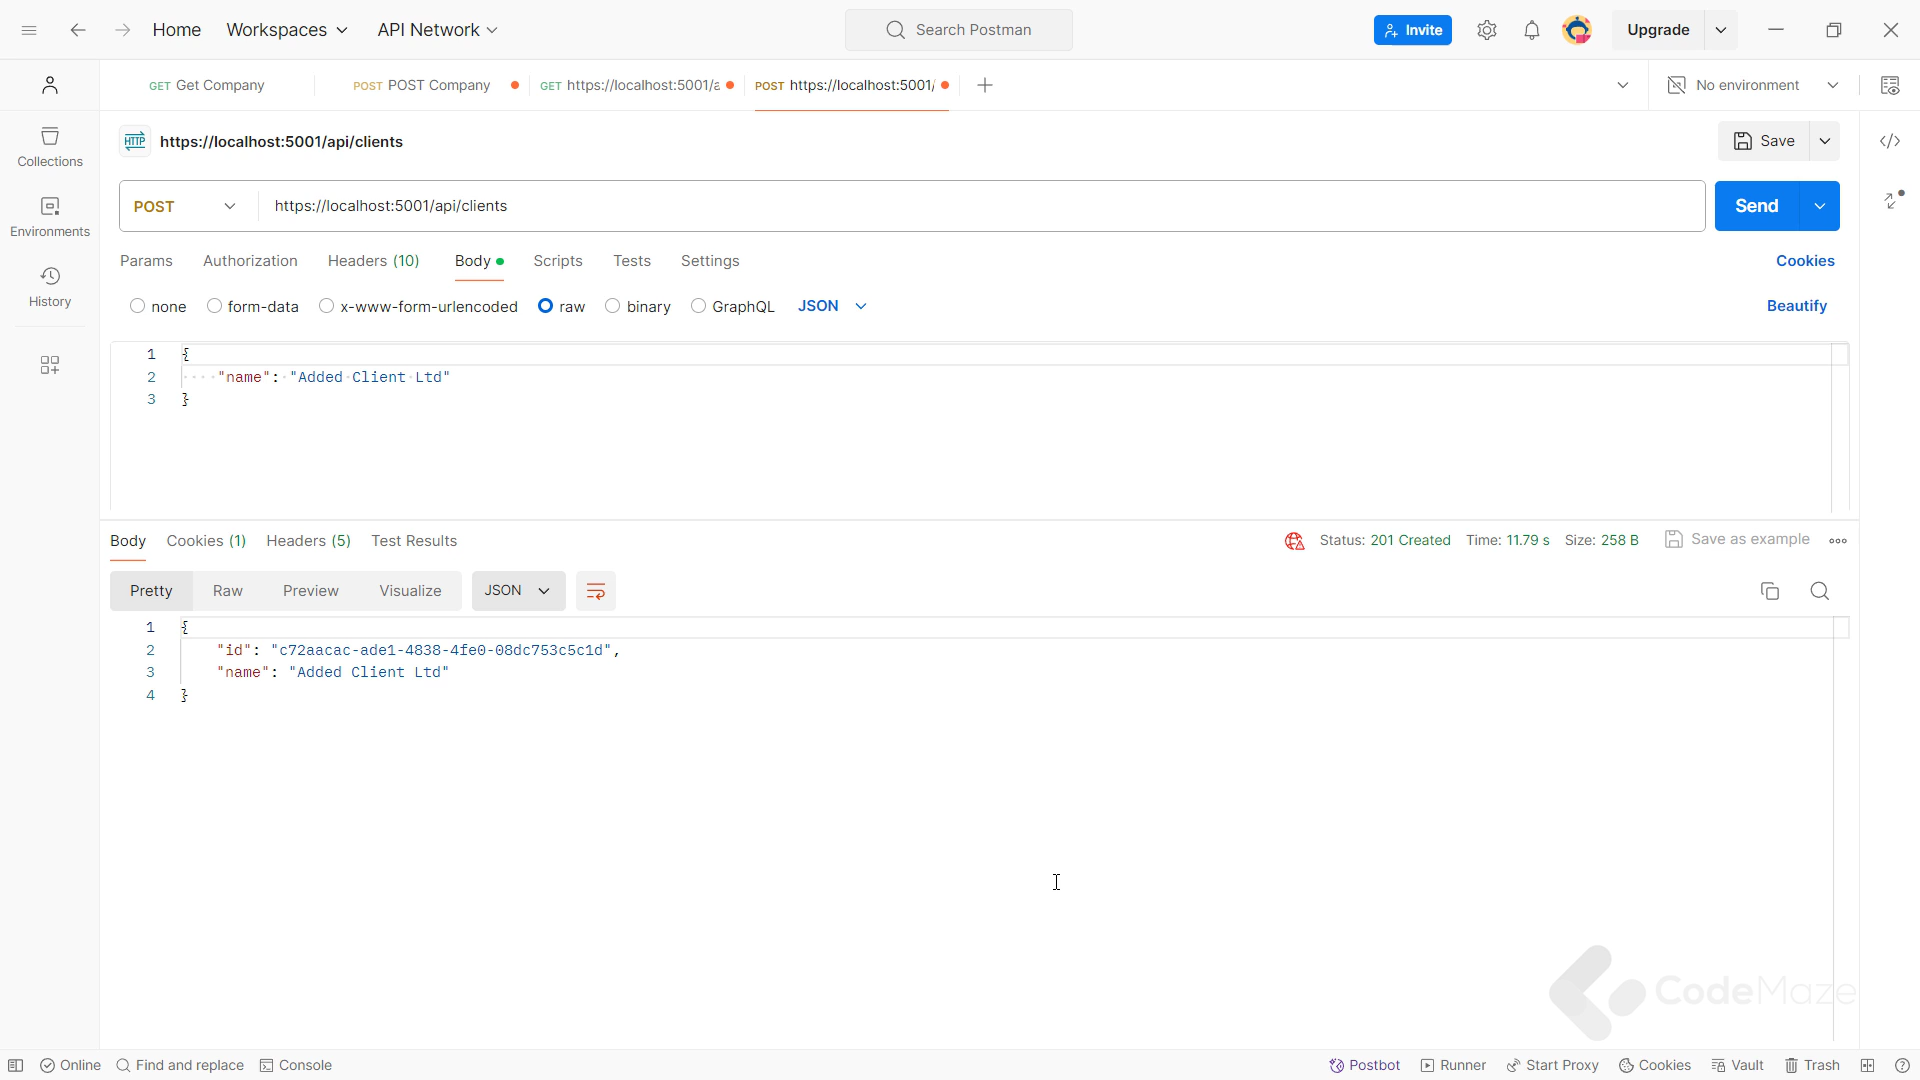 Home Workspaces API Network Search Postman Invite Upgrade
GET Get Company POST POST Company GET https://localhost:5001/a POST https://localhost:5001/ No environment
HTTP https://localhost:5001/api/clients Save
Collections
POST https://localhost:5001/api/clients Send
Environments
Params Authorization Headers (10) Body Scripts Tests Settings Cookies
History
none form-data x-www-form-urlencoded raw binary GraphQL JSON Beautify
1 {
2 ····"name":·"Added·Client·Ltd"
3 }
Body Cookies (1) Headers (5) Test Results Status: 201 Created Time: 11.79 s Size: 258 B Save as example
Pretty Raw Preview Visualize JSON
1 {
2 "id": "c72aacac-ade1-4838-4fe0-08dc753c5c1d",
3 "name": "Added Client Ltd"
4 }
CodeMaze
Online Find and replace Console Postbot Runner Start Proxy Cookies Vault Trash